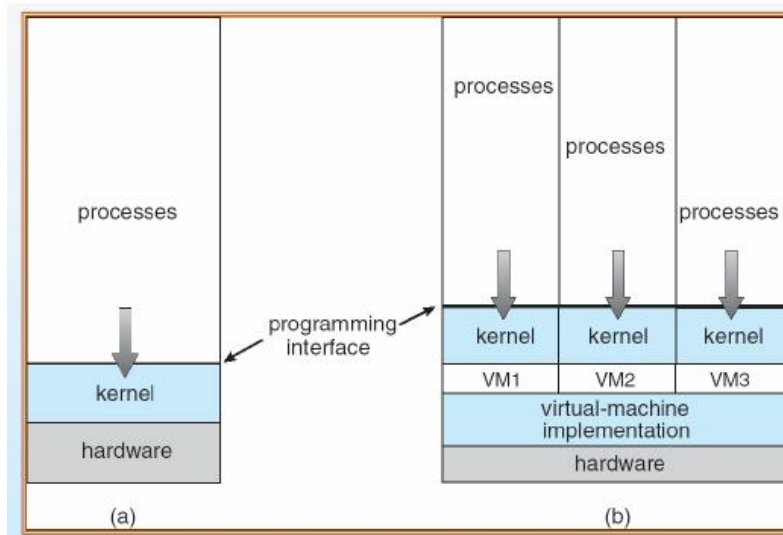 processes
kernel
hardware
(a)
programming
interface
processes
processes
processes
kernel
kernel
kernel
VM1
VM2
VM3
virtual-machine
implementation
hardware
(b)